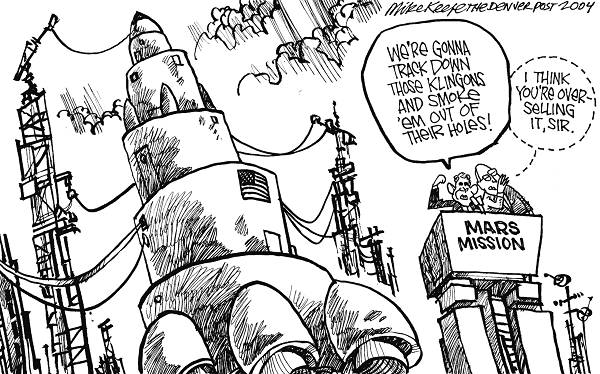 Mike Keefe THE DENVER POST 2004
WE'RE GONNA
TRACK DOWN
THOSE KLINGONS
AND SMOKE
'EM OUT OF
THEIR HOLES!
I THINK
YOU'RE OVER-
SELLING
IT, SIR.
MARS
MISSION